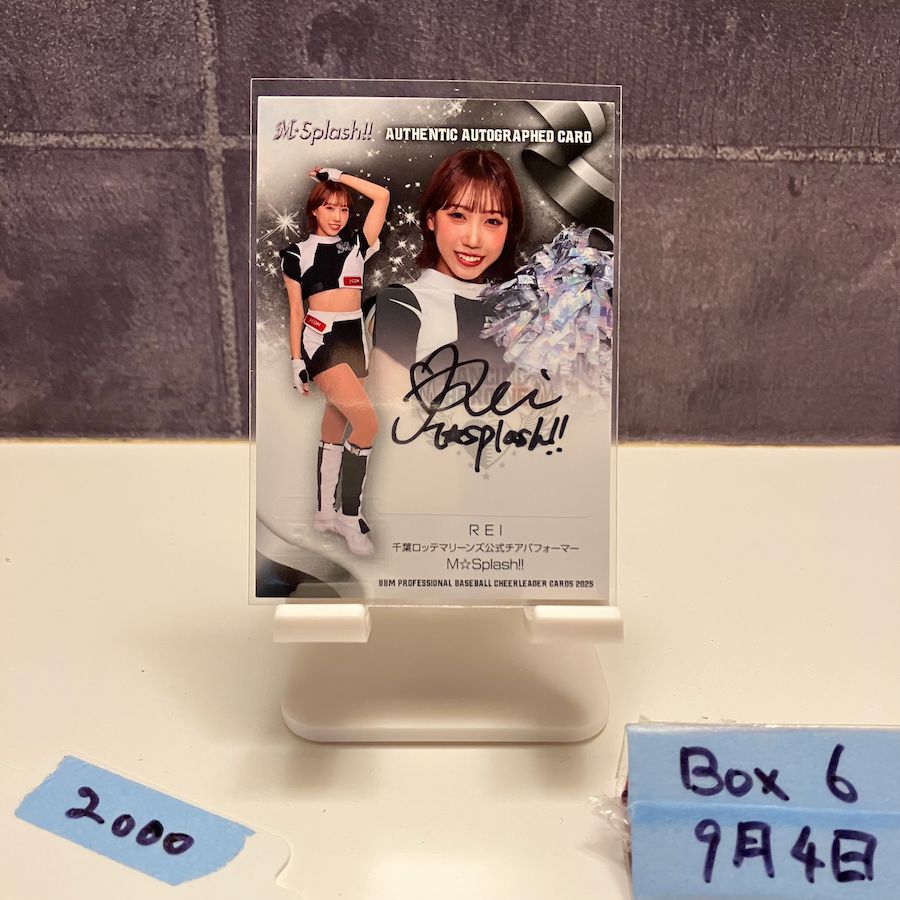 M☆Splash!! AUTHENTIC AUTOGRAPHED CARD
J:COM
J:COM
Rei
M☆Splash!!
REI
千葉ロッテマリーンズ公式チアパフォーマー
M☆Splash!!
BBM PROFESSIONAL BASEBALL CHEERLEADER CARDS 2025
2000
Box 6
9月4日